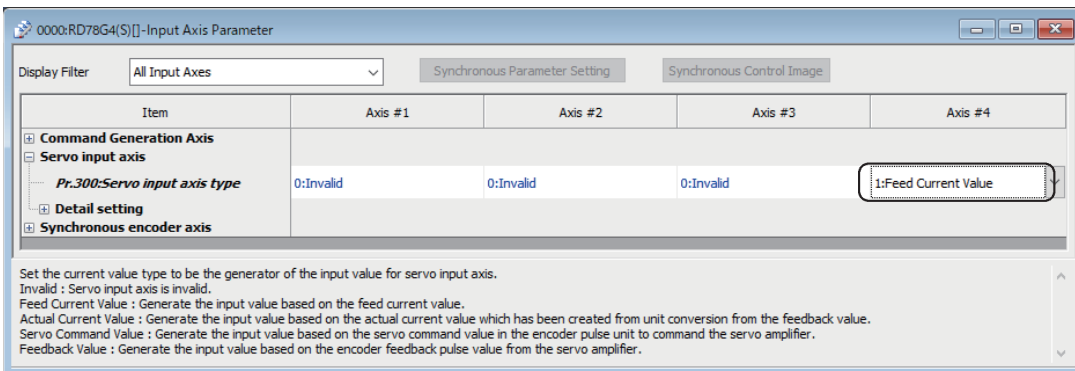 0000:RD78G4(S)[]-Input Axis Parameter
Display Filter All Input Axes Synchronous Parameter Setting Synchronous Control Image
Item Axis #1 Axis #2 Axis #3 Axis #4
Command Generation Axis
Servo input axis
Pr.300:Servo input axis type 0:Invalid 0:Invalid 0:Invalid 1:Feed Current Value
Detail setting
Synchronous encoder axis
Set the current value type to be the generator of the input value for servo input axis.
Invalid : Servo input axis is invalid.
Feed Current Value : Generate the input value based on the feed current value.
Actual Current Value : Generate the input value based on the actual current value which has been created from unit conversion from the feedback value.
Servo Command Value : Generate the input value based on the servo command value in the encoder pulse unit to command the servo amplifier.
Feedback Value : Generate the input value based on the encoder feedback pulse value from the servo amplifier.